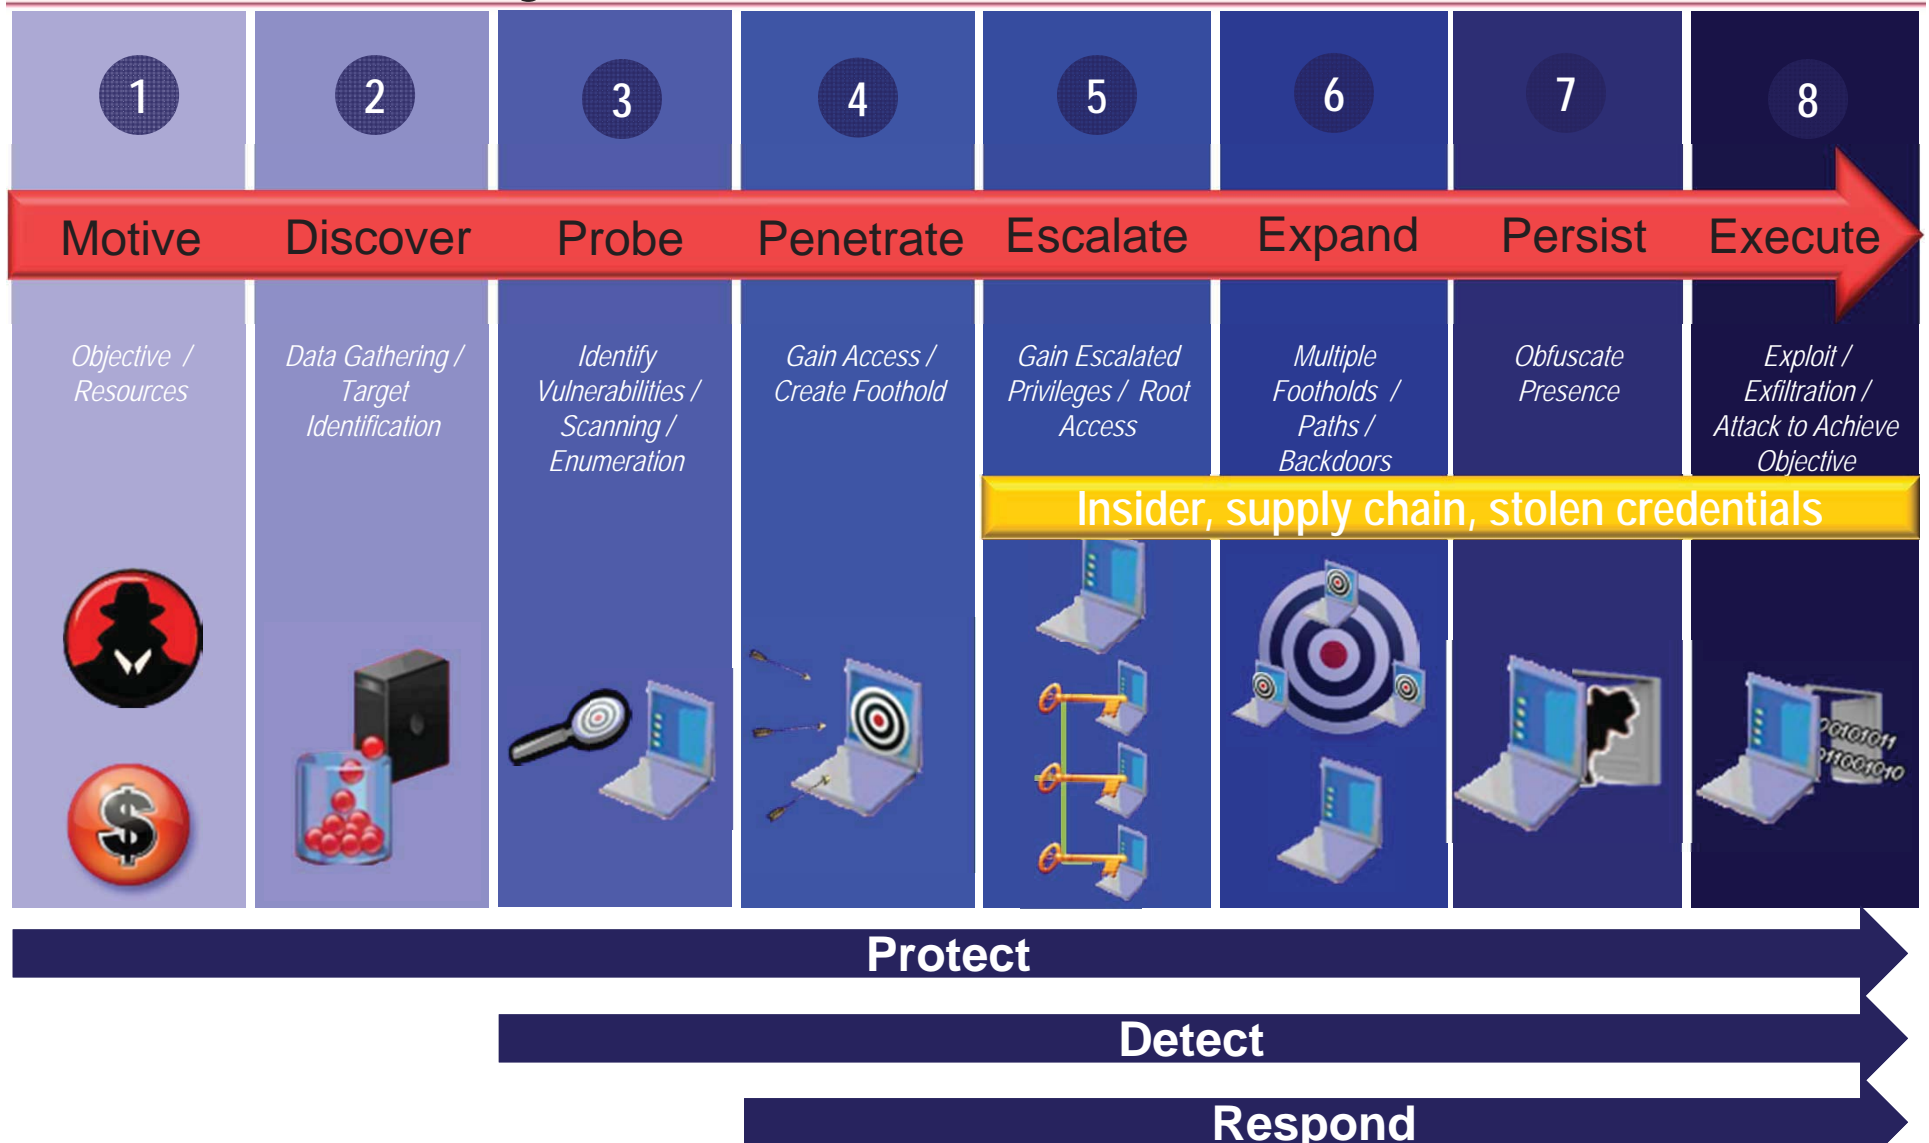 1 2 3 4 5 6 7 8
Motive Discover Probe Penetrate Escalate Expand Persist Execute
Objective /
Resources
Data Gathering /
Target
Identification
Identify
Vulnerabilities /
Scanning /
Enumeration
Gain Access /
Create Foothold
Gain Escalated
Privileges / Root
Access
Multiple
Footholds /
Paths /
Backdoors
Obfuscate
Presence
Exploit /
Exfiltration /
Attack to Achieve
Objective
Insider, supply chain, stolen credentials
$
00101011
011001010
Protect
Detect
Respond